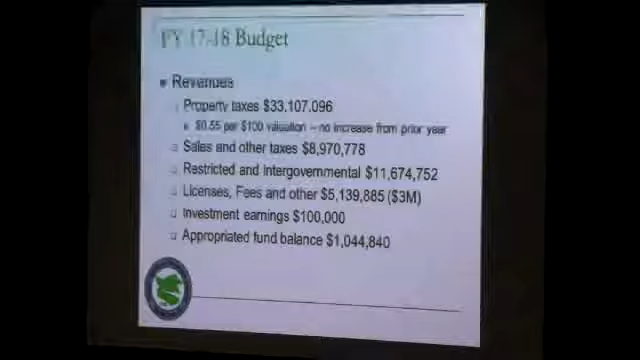 FY 17-18 Budget
Revenues
Property taxes $33,107,096
$0.55 per $100 valuation – no increase from prior year
Sales and other taxes $8,970,778
Restricted and intergovernmental $11,674,752
Licenses, Fees and other $5,139,885 ($3M)
Investment earnings $100,000
Appropriated fund balance $1,044,840